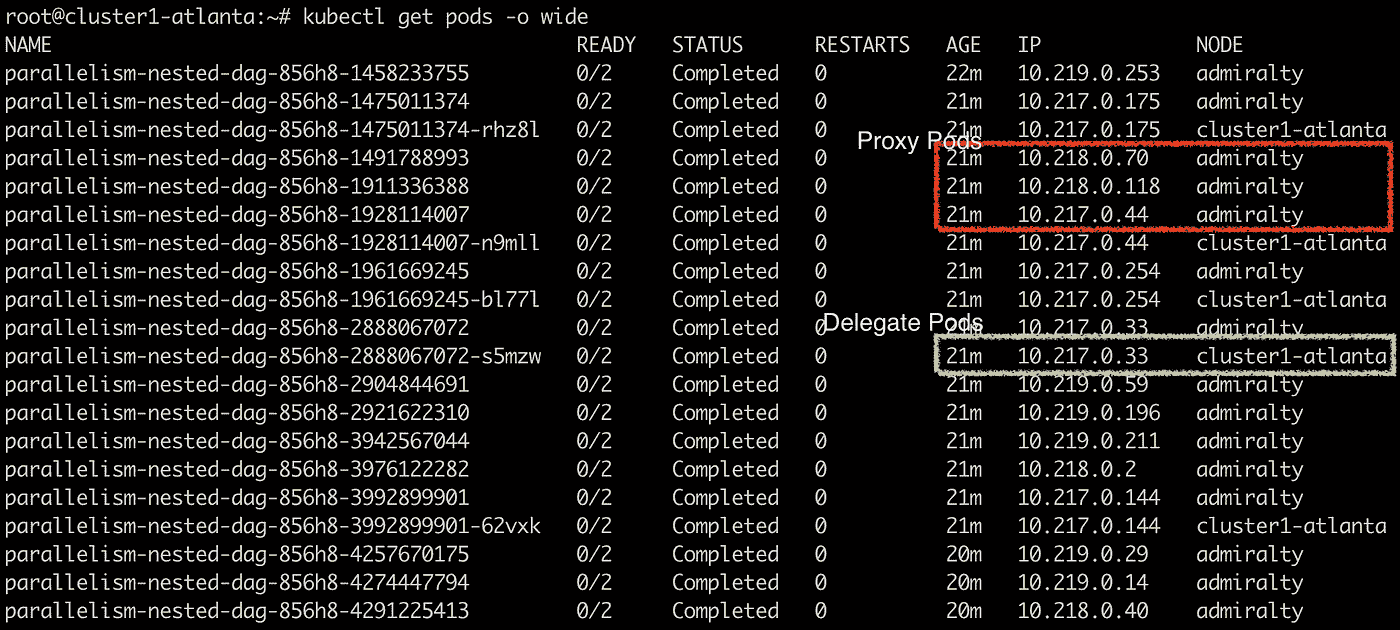 root@cluster1-atlanta:~# kubectl get pods -o wide
NAME READY STATUS RESTARTS AGE IP NODE
parallelism-nested-dag-856h8-1458233755 0/2 Completed 0 22m 10.219.0.253 admiralty
parallelism-nested-dag-856h8-1475011374 0/2 Completed 0 21m 10.217.0.175 admiralty
parallelism-nested-dag-856h8-1475011374-rhz8l 0/2 Completed 0 21m 10.217.0.175 cluster1-atlanta
Proxy Pods
parallelism-nested-dag-856h8-1491788993 0/2 Completed 0 21m 10.218.0.70 admiralty
parallelism-nested-dag-856h8-1911336388 0/2 Completed 0 21m 10.218.0.118 admiralty
parallelism-nested-dag-856h8-1928114007 0/2 Completed 0 21m 10.217.0.44 admiralty
parallelism-nested-dag-856h8-1928114007-n9mll 0/2 Completed 0 21m 10.217.0.44 cluster1-atlanta
parallelism-nested-dag-856h8-1961669245 0/2 Completed 0 21m 10.217.0.254 admiralty
parallelism-nested-dag-856h8-1961669245-bl77l 0/2 Completed 0 21m 10.217.0.254 cluster1-atlanta
Delegate Pods
parallelism-nested-dag-856h8-2888067072 0/2 Completed 0 21m 10.217.0.33 admiralty
parallelism-nested-dag-856h8-2888067072-s5mzw 0/2 Completed 0 21m 10.217.0.33 cluster1-atlanta
parallelism-nested-dag-856h8-2904844691 0/2 Completed 0 21m 10.219.0.59 admiralty
parallelism-nested-dag-856h8-2921622310 0/2 Completed 0 21m 10.219.0.196 admiralty
parallelism-nested-dag-856h8-3942567044 0/2 Completed 0 21m 10.219.0.211 admiralty
parallelism-nested-dag-856h8-3976122282 0/2 Completed 0 21m 10.218.0.2 admiralty
parallelism-nested-dag-856h8-3992899901 0/2 Completed 0 21m 10.217.0.144 admiralty
parallelism-nested-dag-856h8-3992899901-62vxk 0/2 Completed 0 21m 10.217.0.144 cluster1-atlanta
parallelism-nested-dag-856h8-4257670175 0/2 Completed 0 20m 10.219.0.29 admiralty
parallelism-nested-dag-856h8-4274447794 0/2 Completed 0 20m 10.219.0.14 admiralty
parallelism-nested-dag-856h8-4291225413 0/2 Completed 0 20m 10.218.0.40 admiralty